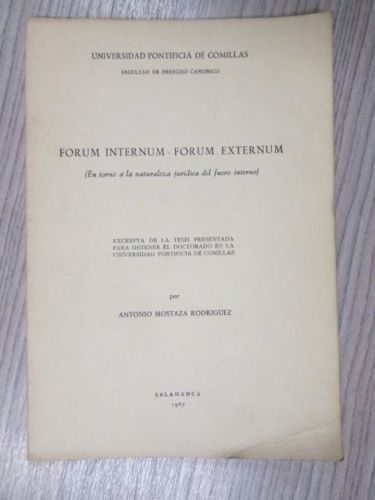 UNIVERSIDAD PONTIFICIA DE COMILLAS
FACULTAD DE DERECHO CANONICO
FORUM INTERNUM - FORUM EXTERNUM
(En torno a la naturaleza jurídica del fuero interno)
EXCERPTA DE LA TESIS PRESENTADA
PARA OBTENER EL DOCTORADO EN LA
UNIVERSIDAD PONTIFICIA DE COMILLAS
por
ANTONIO MOSTAZA RODRIGUEZ
SALAMANCA
1967